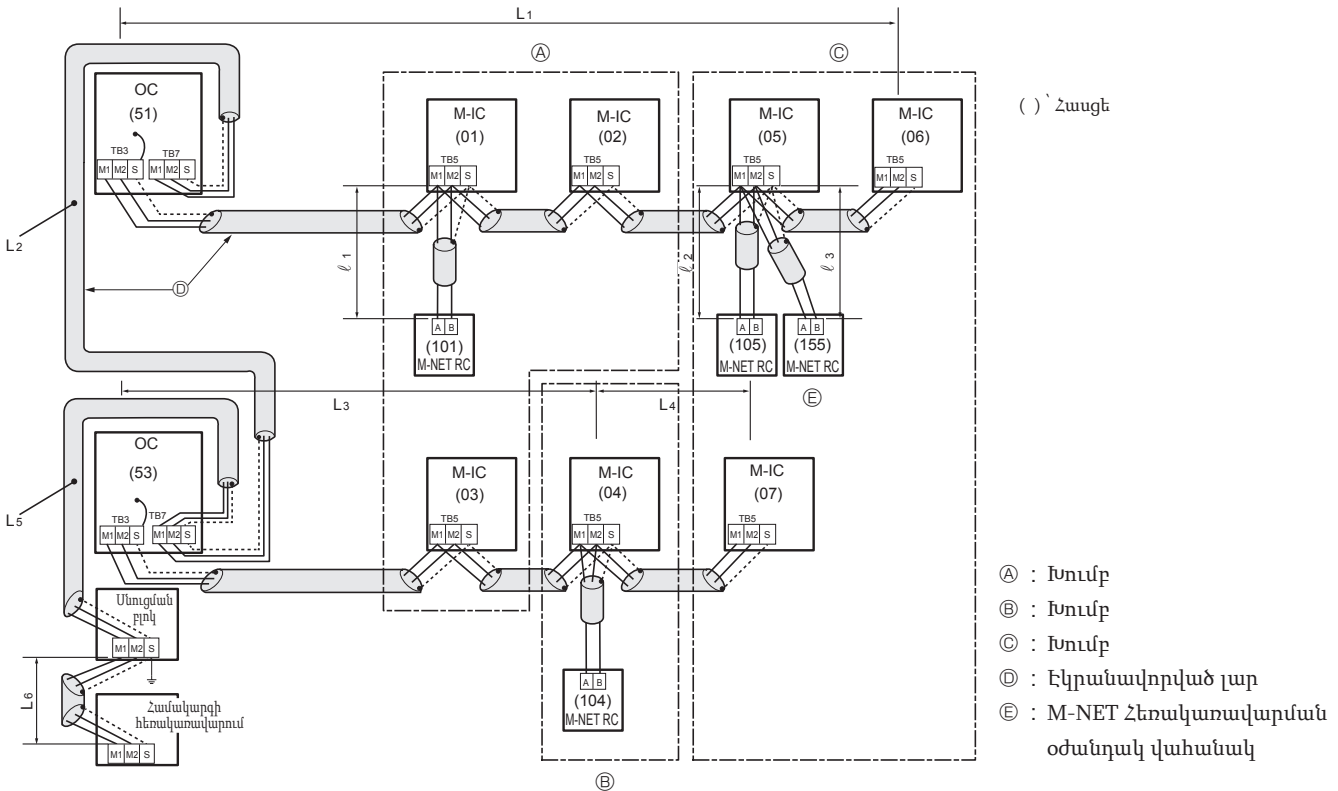 L1
Ⓐ
Ⓒ
OC
(51)
TB3
TB7
M1 M2 S
M1 M2 S
M-IC
(01)
TB5
M1 M2 S
M-IC
(02)
TB5
M1 M2 S
M-IC
(05)
TB5
M1 M2 S
M-IC
(06)
TB5
M1 M2 S
( )՝ Հասցե
L2
Ⓓ
ℓ 1
ℓ 2
ℓ 3
A B
(101)
M-NET RC
A B
(105)
M-NET RC
A B
(155)
M-NET RC
Ⓔ
L3
L4
OC
(53)
TB3
TB7
M1 M2 S
M1 M2 S
M-IC
(03)
TB5
M1 M2 S
M-IC
(04)
TB5
M1 M2 S
M-IC
(07)
TB5
M1 M2 S
L5
Սնուցման
բլոկ
M1 M2 S
L6
Համակարգի
հեռակառավարում
M1 M2 S
A B
(104)
M-NET RC
Ⓑ
Ⓐ : Խումբ
Ⓑ : Խումբ
Ⓒ : Խումբ
Ⓓ : Էկրանավորված լար
Ⓔ : M-NET Հեռակառավարման
օժանդակ վահանակ